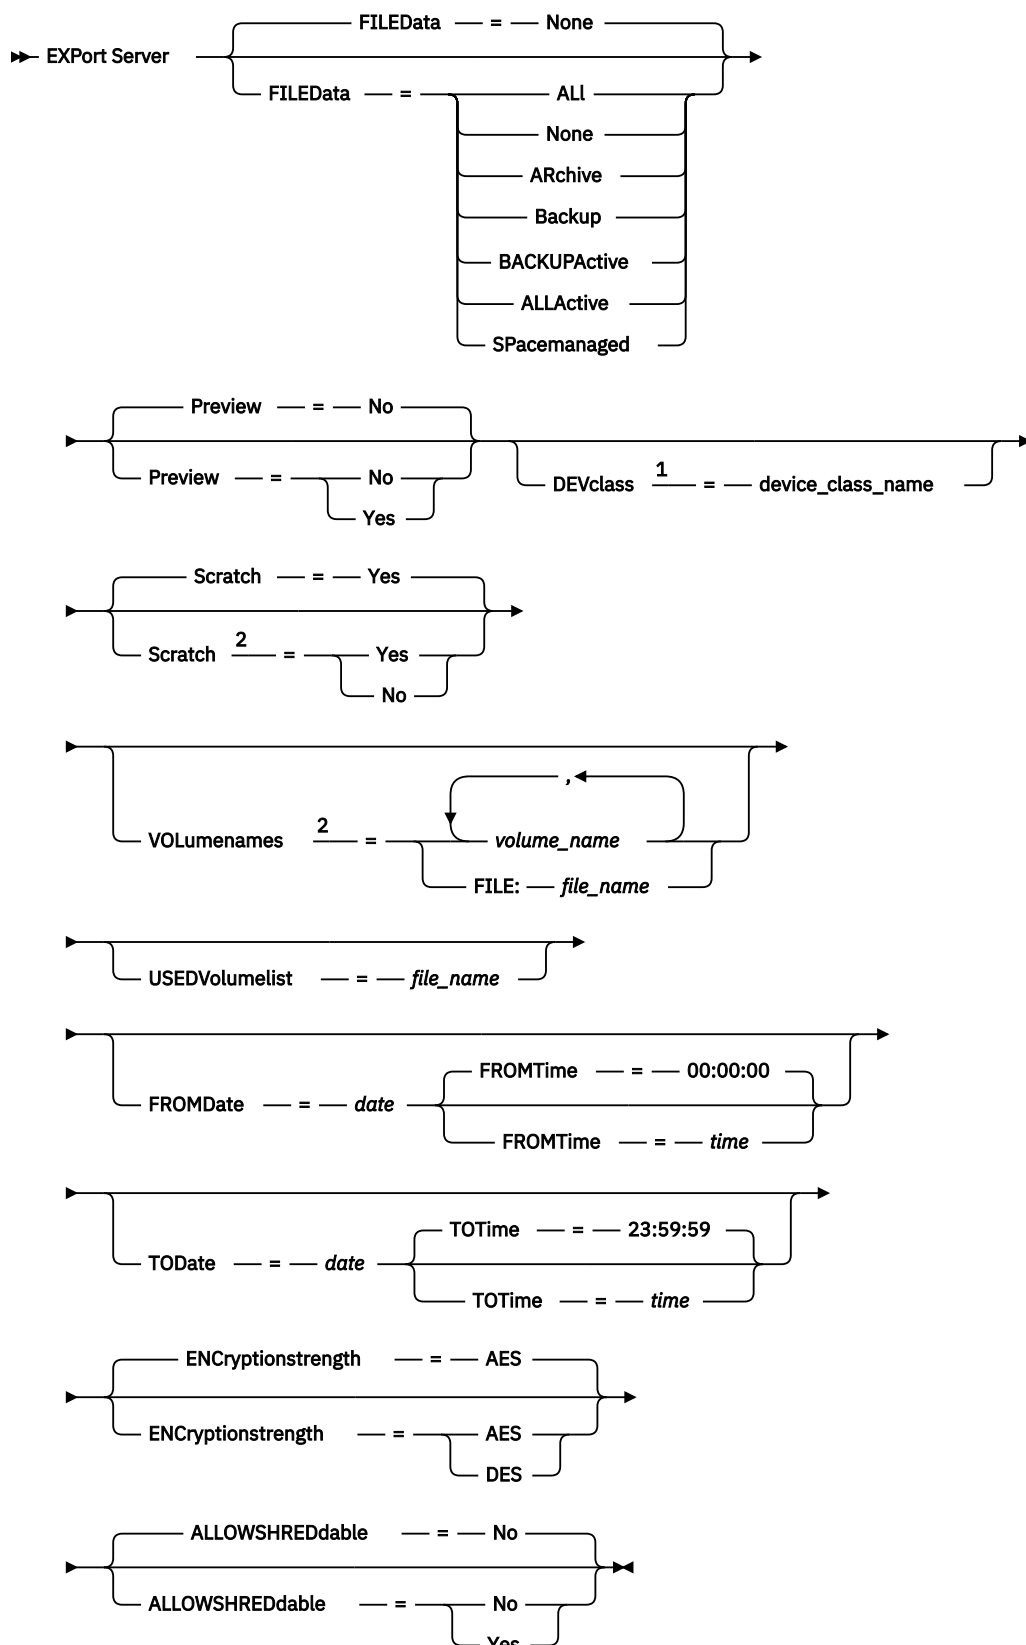 FILEData = None
EXPort Server
FILEData = ALl
None
ARchive
Backup
BACKUPActive
ALLActive
SPacemanaged
Preview = No
Preview = No
Yes
DEVclass 1 = device_class_name
Scratch = Yes
Scratch 2 = Yes
No
,
VOLumenames 2 = volume_name
FILE: file_name
USEDVolumelist = file_name
FROMTime = 00:00:00
FROMDate = date
FROMTime = time
TOTime = 23:59:59
TODate = date
TOTime = time
ENCryptionstrength = AES
ENCryptionstrength = AES
DES
ALLOWSHREDdable = No
ALLOWSHREDdable = No
Yes